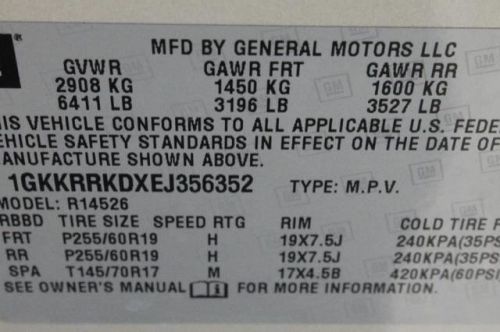 MFD BY GENERAL MOTORS LLC
GVWR GAWR FRT GAWR RR
2908 KG 1450 KG 1600 KG
6411 LB 3196 LB 3527 LB
HIS VEHICLE CONFORMS TO ALL APPLICABLE U.S. FEDE
EHICLE SAFETY STANDARDS IN EFFECT ON THE DATE OF
ANUFACTURE SHOWN ABOVE.
1GKKRRKDXEJ356352 TYPE: M.P.V.
MODEL: R14526
RBBD TIRE SIZE SPEED RTG RIM COLD TIRE P
FRT P255/60R19 H 19X7.5J 240KPA(35PS
RR P255/60R19 H 19X7.5J 240KPA(35PS
SPA T145/70R17 M 17X4.5B 420KPA(60PSI
SEE OWNER'S MANUAL FOR MORE INFORMATION.